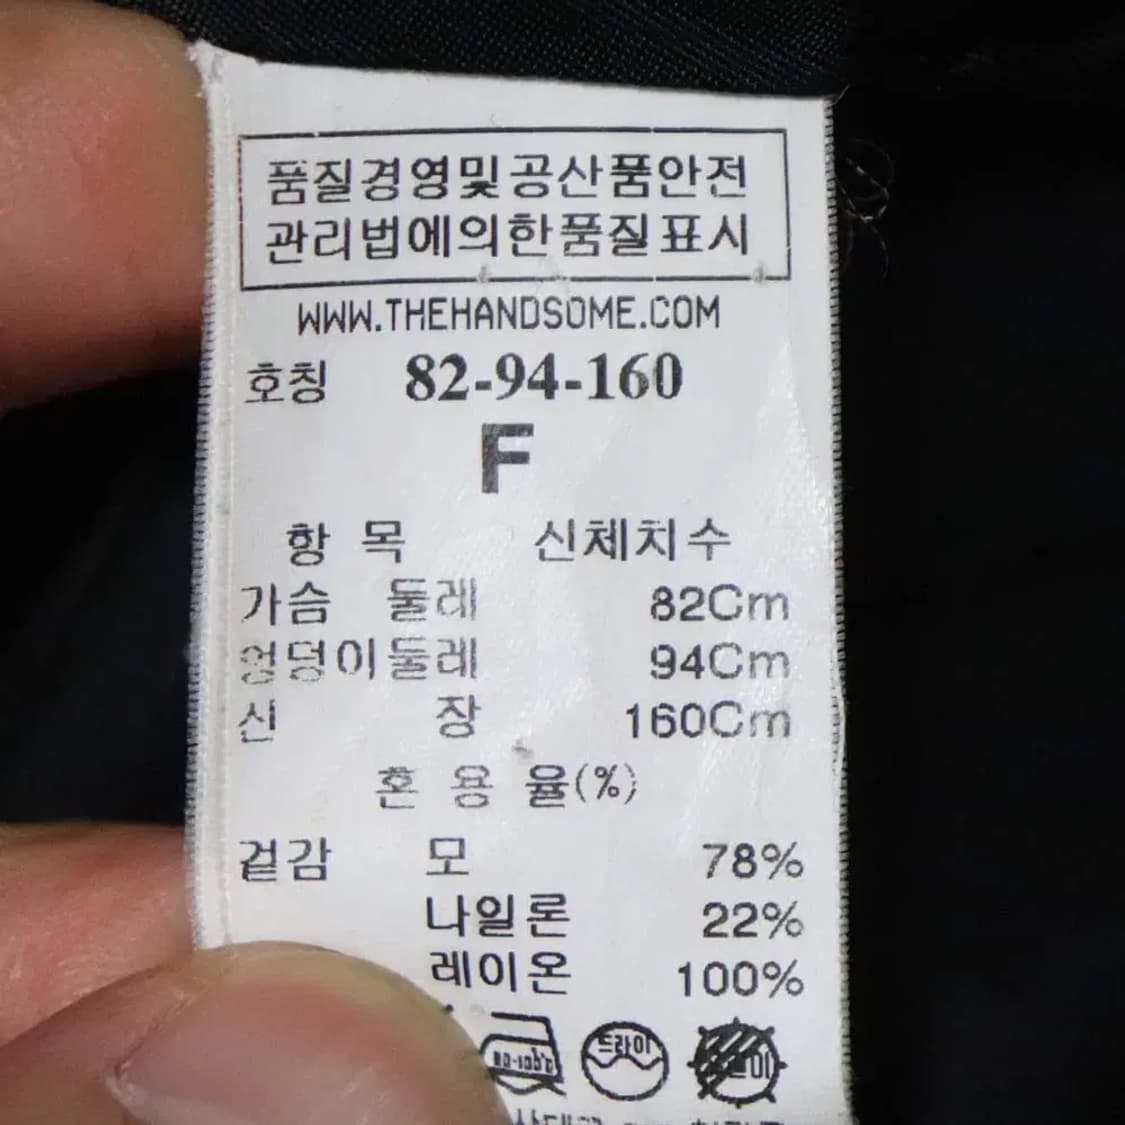 품질경영및공산품안전
관리법에의한품질표시
WWW.THEHANDSOME.COM
호칭 82-94-160
F
항 목 신체치수
가슴 둘레 82Cm
엉덩이둘레 94Cm
신 장 160Cm
혼 용 율(%)
겉감 모 78%
나일론 22%
레이온 100%
80-120℃ 드라이